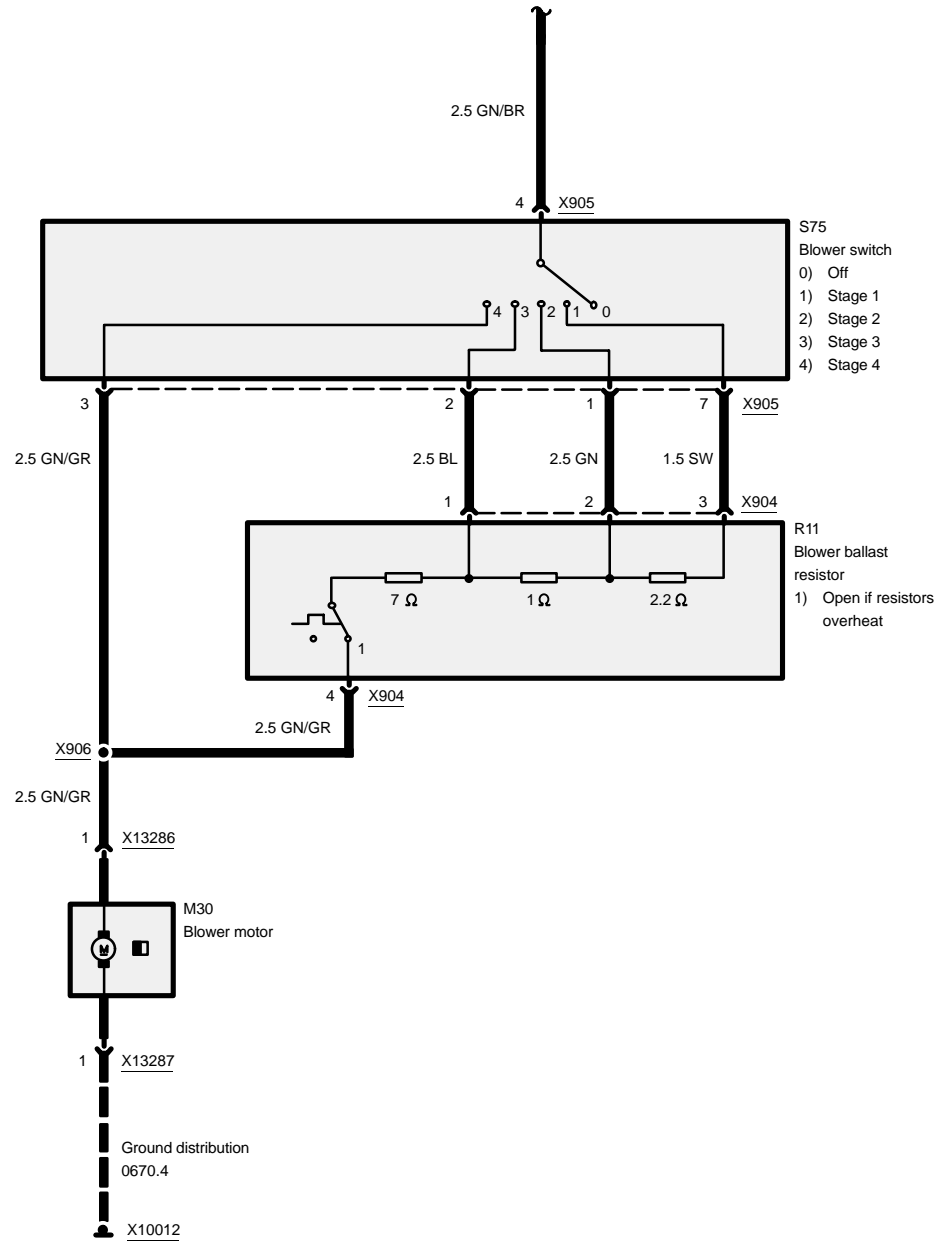 2.5 GN/BR
4 X905
S75
Blower switch
0) Off
1) Stage 1
2) Stage 2
3) Stage 3
4) Stage 4
4 3 2 1 0
3 2 1 7 X905
2.5 GN/GR 2.5 BL 2.5 GN 1.5 SW
1 2 3 X904
R11
Blower ballast
resistor
1) Open if resistors
overheat
7 Ω 1 Ω 2.2 Ω
1
4 X904
2.5 GN/GR
X906
2.5 GN/GR
1 X13286
M30
Blower motor
M
1 X13287
Ground distribution
0670.4
X10012